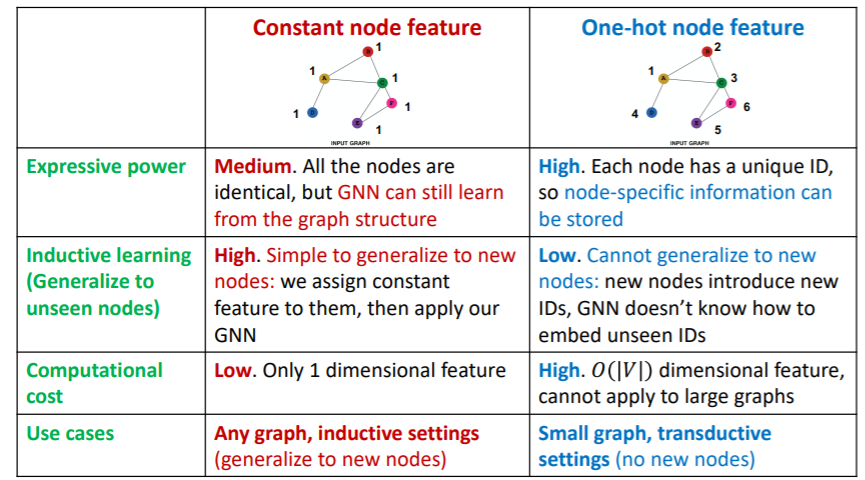 Constant node feature
One-hot node feature
B 1
1 A
C 1
F 1
1 D
E
1
INPUT GRAPH
B 2
1 A
C 3
F 6
4 D
E
5
INPUT GRAPH
Expressive power
Medium. All the nodes are
identical, but GNN can still learn
from the graph structure
High. Each node has a unique ID,
so node-specific information can
be stored
Inductive learning
(Generalize to
unseen nodes)
High. Simple to generalize to new
nodes: we assign constant
feature to them, then apply our
GNN
Low. Cannot generalize to new
nodes: new nodes introduce new
IDs, GNN doesn’t know how to
embed unseen IDs
Computational
cost
Low. Only 1 dimensional feature
High. O(|V|) dimensional feature,
cannot apply to large graphs
Use cases
Any graph, inductive settings
(generalize to new nodes)
Small graph, transductive
settings (no new nodes)